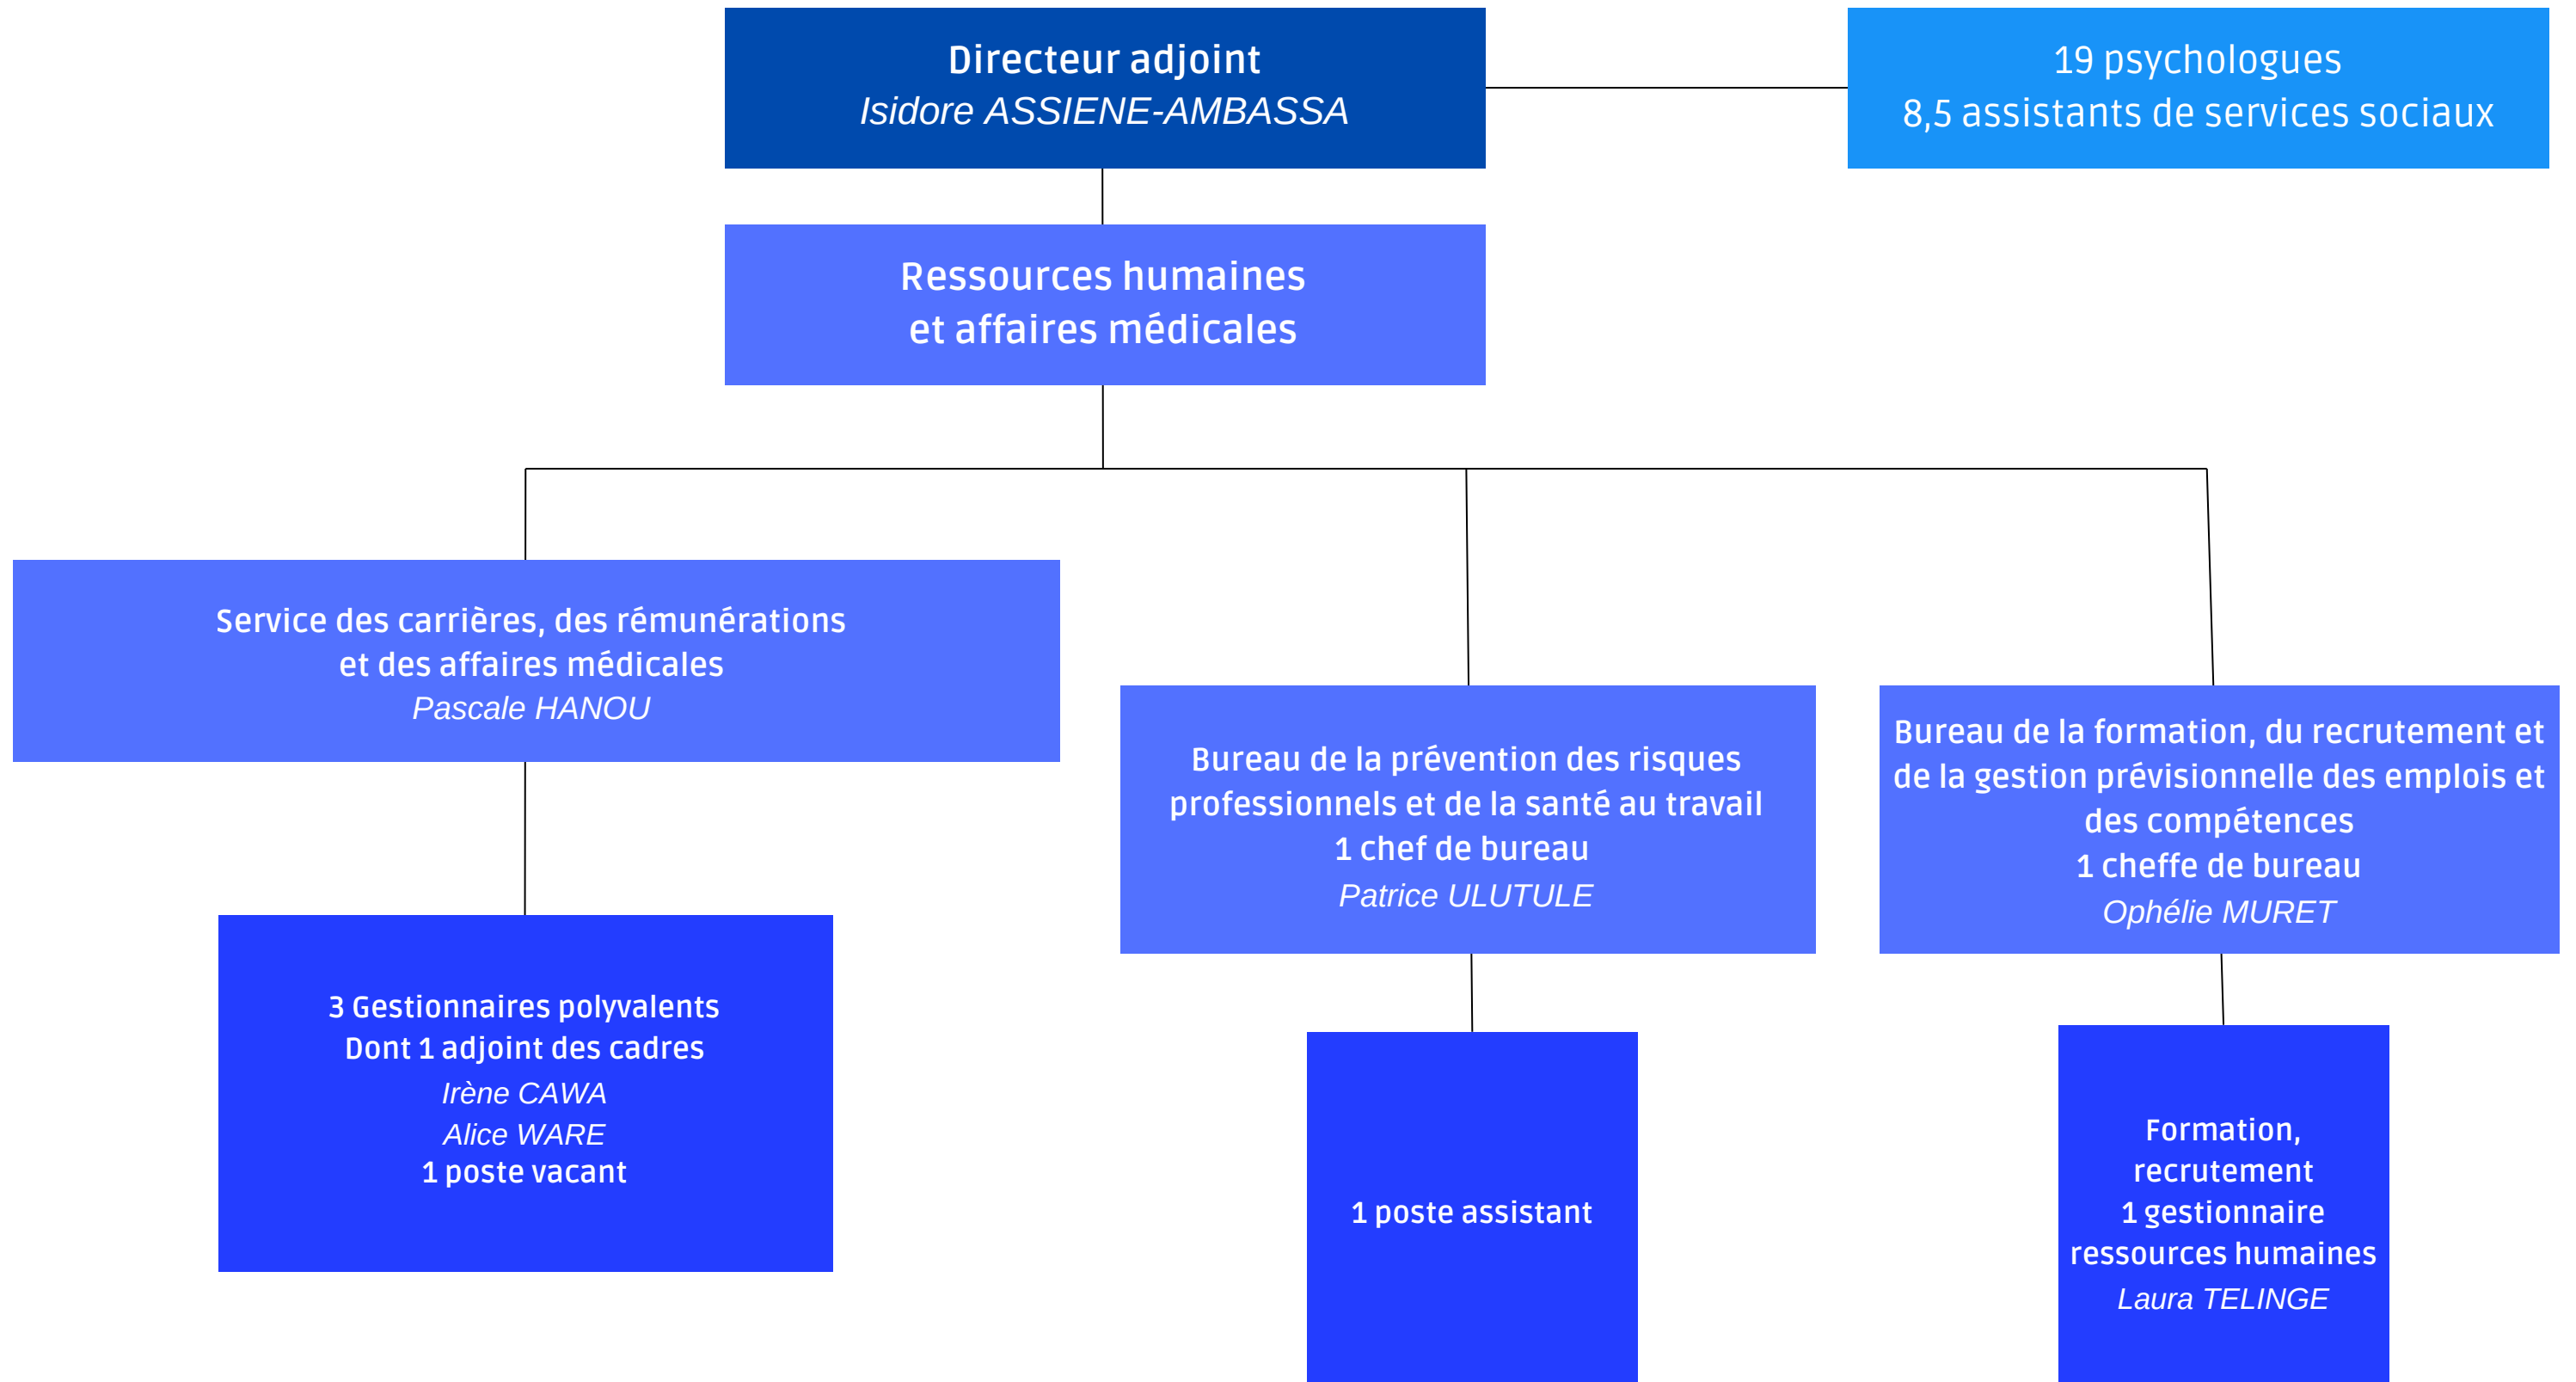 Directeur adjoint
Isidore ASSIENE-AMBASSA
19 psychologues
8,5 assistants de services sociaux
Ressources humaines
et affaires médicales
Service des carrières, des rémunérations
et des affaires médicales
Pascale HANOU
Bureau de la prévention des risques
professionnels et de la santé au travail
1 chef de bureau
Patrice ULUTULE
Bureau de la formation, du recrutement et
de la gestion prévisionnelle des emplois et
des compétences
1 cheffe de bureau
Ophélie MURET
3 Gestionnaires polyvalents
Dont 1 adjoint des cadres
Irène CAWA
Alice WARE
1 poste vacant
1 poste assistant
Formation,
recrutement
1 gestionnaire
ressources humaines
Laura TELINGE